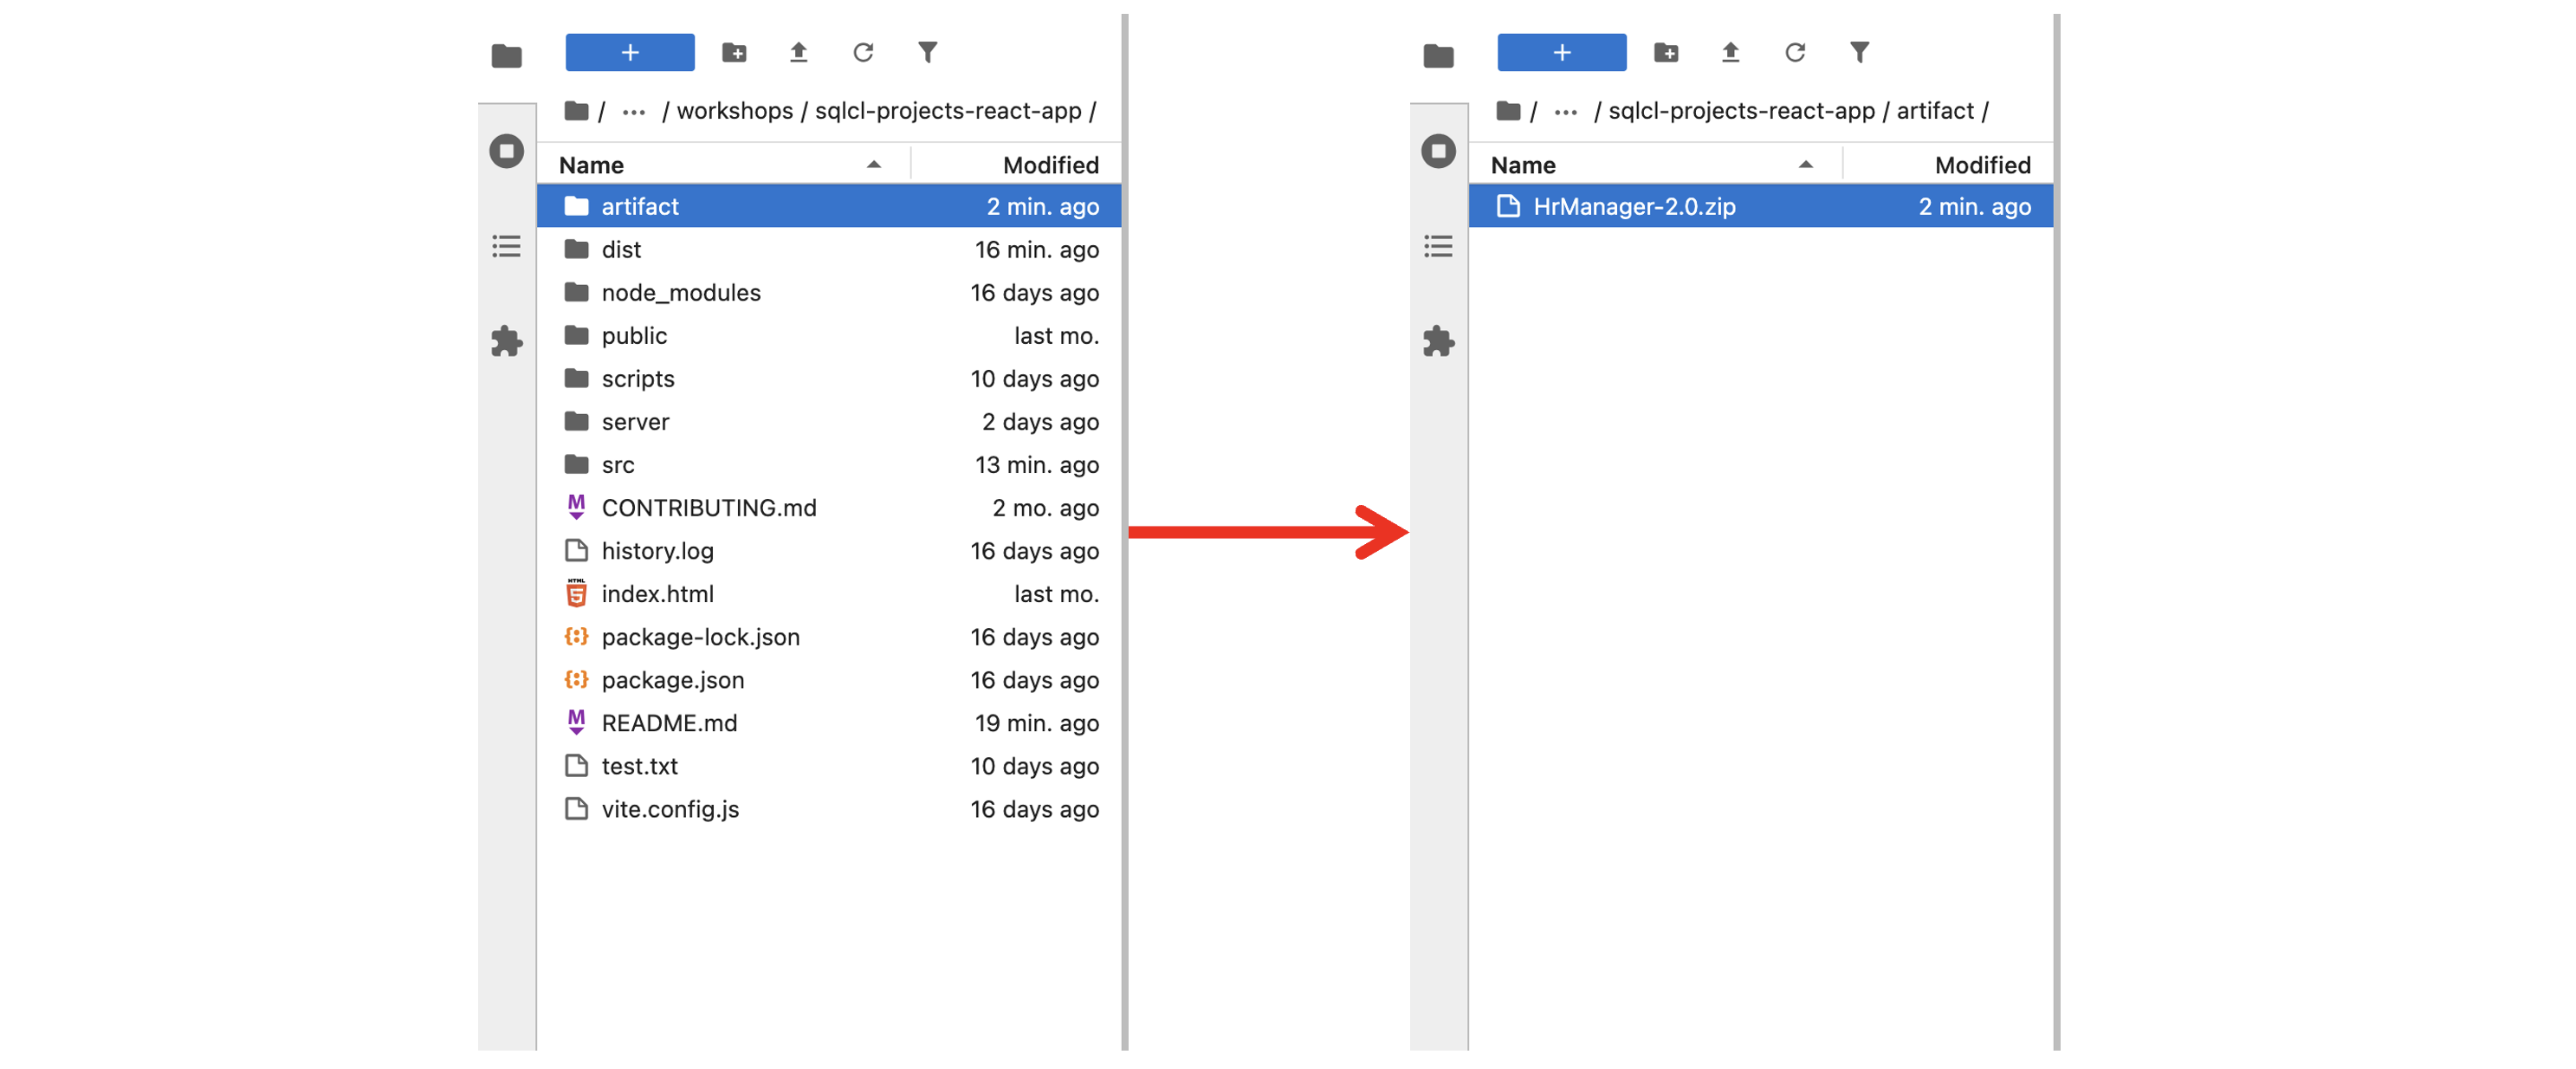 +
/ ··· / workshops / sqlcl-projects-react-app /
Name Modified
artifact 2 min. ago
dist 16 min. ago
node_modules 16 days ago
public last mo.
scripts 10 days ago
server 2 days ago
src 13 min. ago
M CONTRIBUTING.md 2 mo. ago
history.log 16 days ago
HTML 5 index.html last mo.
{:} package-lock.json 16 days ago
{:} package.json 16 days ago
M README.md 19 min. ago
test.txt 10 days ago
vite.config.js 16 days ago
+
/ ··· / sqlcl-projects-react-app / artifact /
Name Modified
HrManager-2.0.zip 2 min. ago